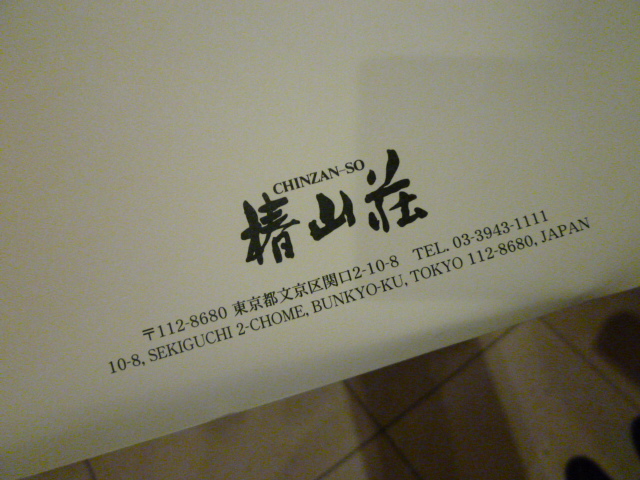 CHINZAN-SO
椿山荘
〒112-8680 東京都文京区関口2-10-8 TEL. 03-3943-1111
10-8, SEKIGUCHI 2-CHOME, BUNKYO-KU, TOKYO 112-8680, JAPAN